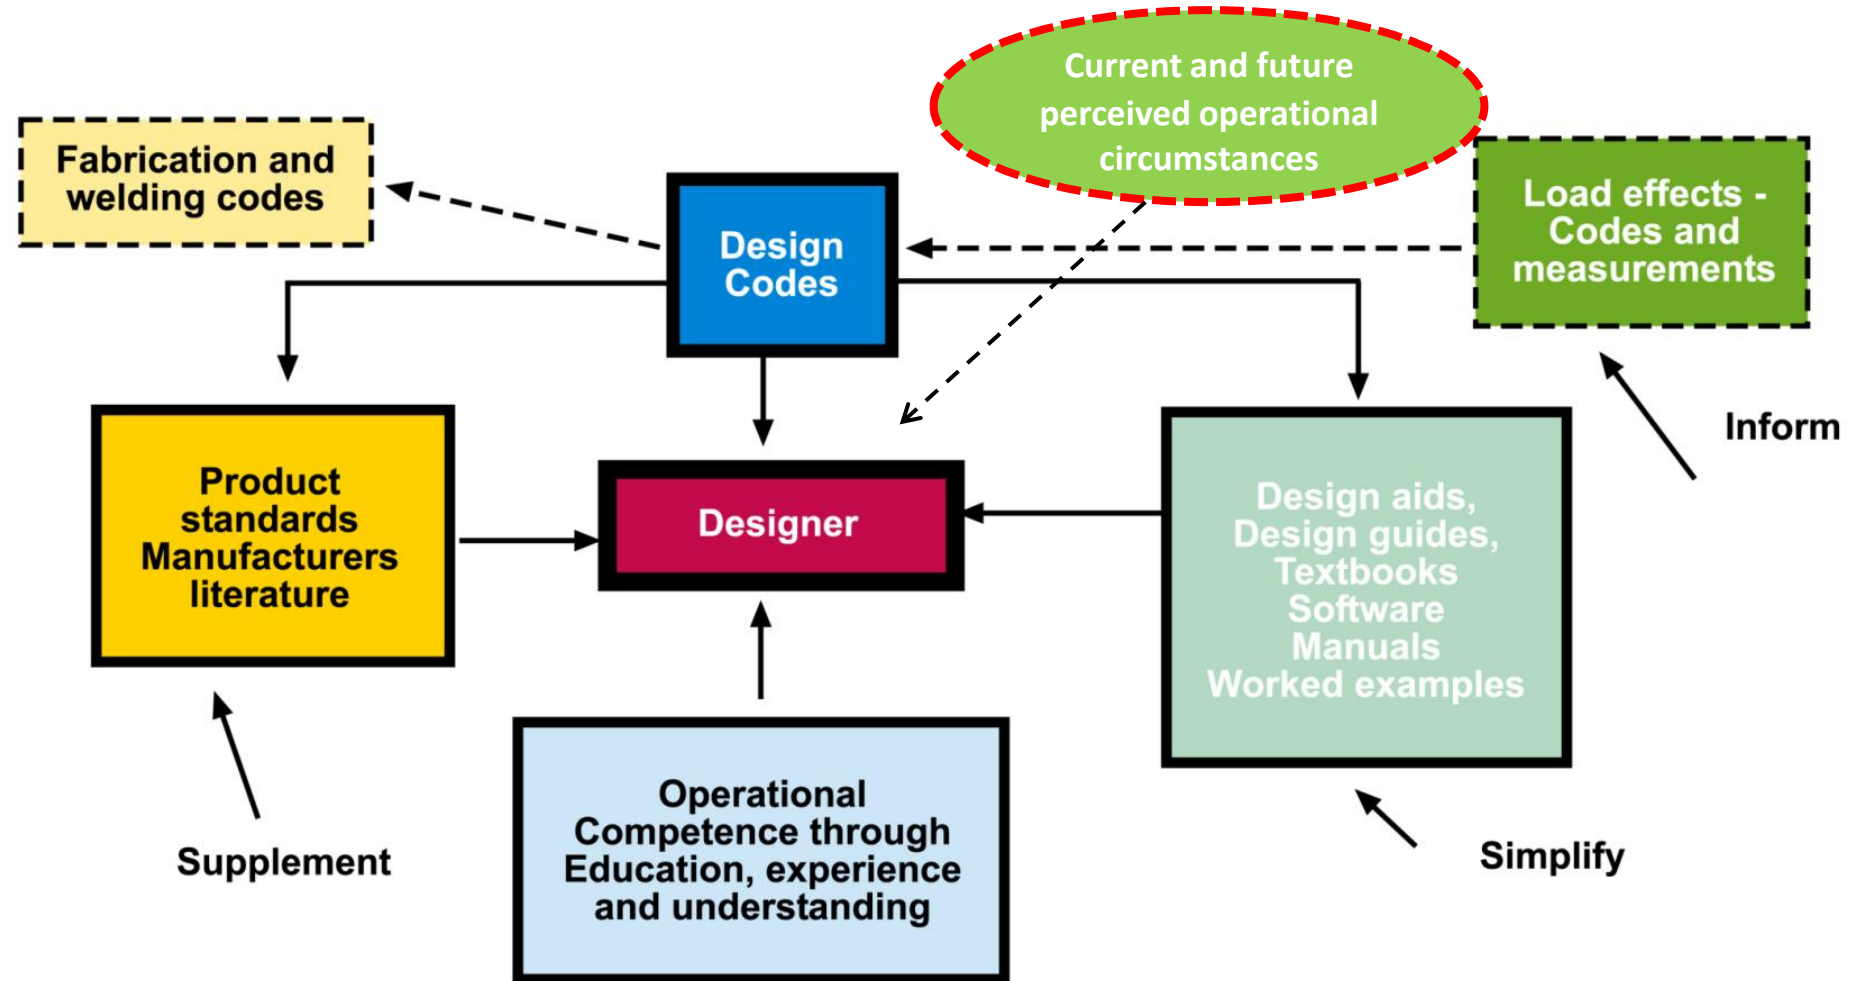 Current and future
perceived operational
circumstances
Fabrication and
welding codes
Design
Codes
Load effects -
Codes and
measurements
Inform
Product
standards
Manufacturers
literature
Designer
Design aids,
Design guides,
Textbooks
Software
Manuals
Worked examples
Operational
Competence through
Education, experience
and understanding
Supplement
Simplify